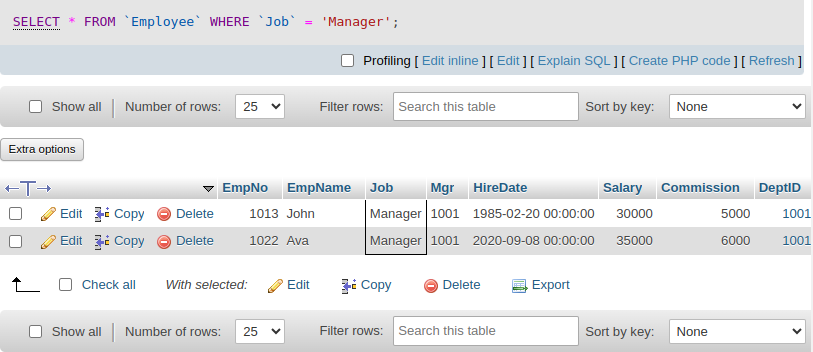 SELECT * FROM `Employee` WHERE `Job` = 'Manager';
Profiling [ Edit inline ] [ Edit ] [ Explain SQL ] [ Create PHP code ] [ Refresh ]
Show all | Number of rows: 25 Filter rows: Search this table Sort by key: None
Extra options
←T→ EmpNo EmpName Job Mgr HireDate Salary Commission DeptID
Edit Copy Delete 1013 John Manager 1001 1985-02-20 00:00:00 30000 5000 1001
Edit Copy Delete 1022 Ava Manager 1001 2020-09-08 00:00:00 35000 6000 1001
Check all With selected: Edit Copy Delete Export
Show all | Number of rows: 25 Filter rows: Search this table Sort by key: None